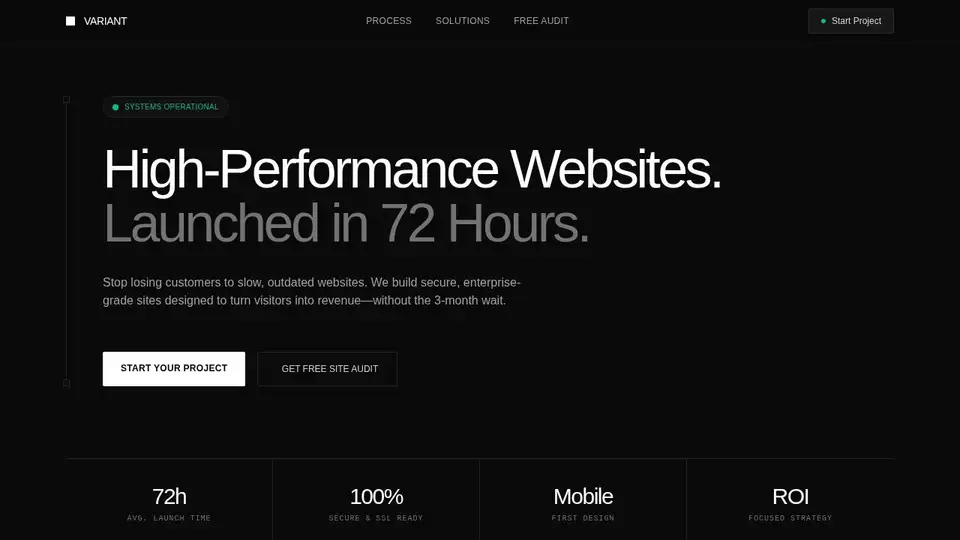 VARIANT
PROCESS
SOLUTIONS
FREE AUDIT
Start Project
SYSTEMS OPERATIONAL
High-Performance Websites.
Launched in 72 Hours.
Stop losing customers to slow, outdated websites. We build secure, enterprise-
grade sites designed to turn visitors into revenue—without the 3-month wait.
START YOUR PROJECT
GET FREE SITE AUDIT
72h
AVG. LAUNCH TIME
100%
SECURE & SSL READY
Mobile
FIRST DESIGN
ROI
FOCUSED STRATEGY